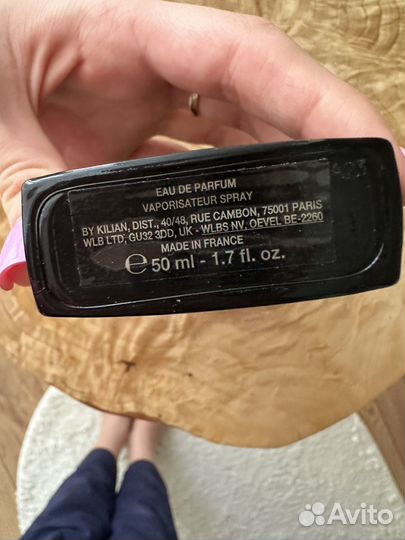 EAU DE PARFUM
VAPORISATEUR SPRAY
BY KILIAN, DIST., 40/48, RUE CAMBON, 75001 PARIS
WLB LTD, GU32 3DD, UK - WLBS NV. OEVEL BE-2260
MADE IN FRANCE
℮50 ml - 1.7 fl. oz.
Avito